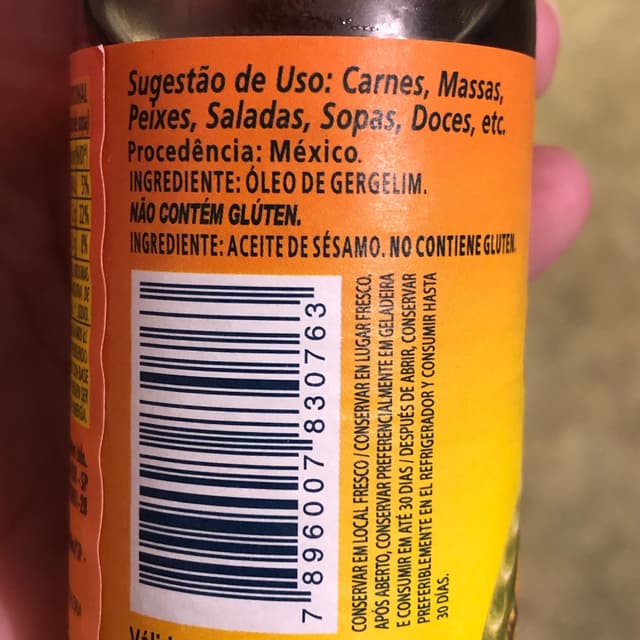 Sugestão de Uso: Carnes, Massas,
Peixes, Saladas, Sopas, Doces, etc.
Procedência: México.
INGREDIENTE: ÓLEO DE GERGELIM.
NÃO CONTÉM GLÚTEN.
INGREDIENTE: ACEITE DE SÉSAMO. NO CONTIENE GLUTEN.
7 896007 830763
CONSERVAR EM LOCAL FRESCO / CONSERVAR EN LUGAR FRESCO.
APÓS ABERTO, CONSERVAR PREFERENCIALMENTE EM GELADEIRA
E CONSUMIR EM ATÉ 30 DIAS / DESPUÉS DE ABRIR, CONSERVAR
PREFERIBLEMENTE EN EL REFRIGERADOR Y CONSUMIR HASTA
30 DÍAS.